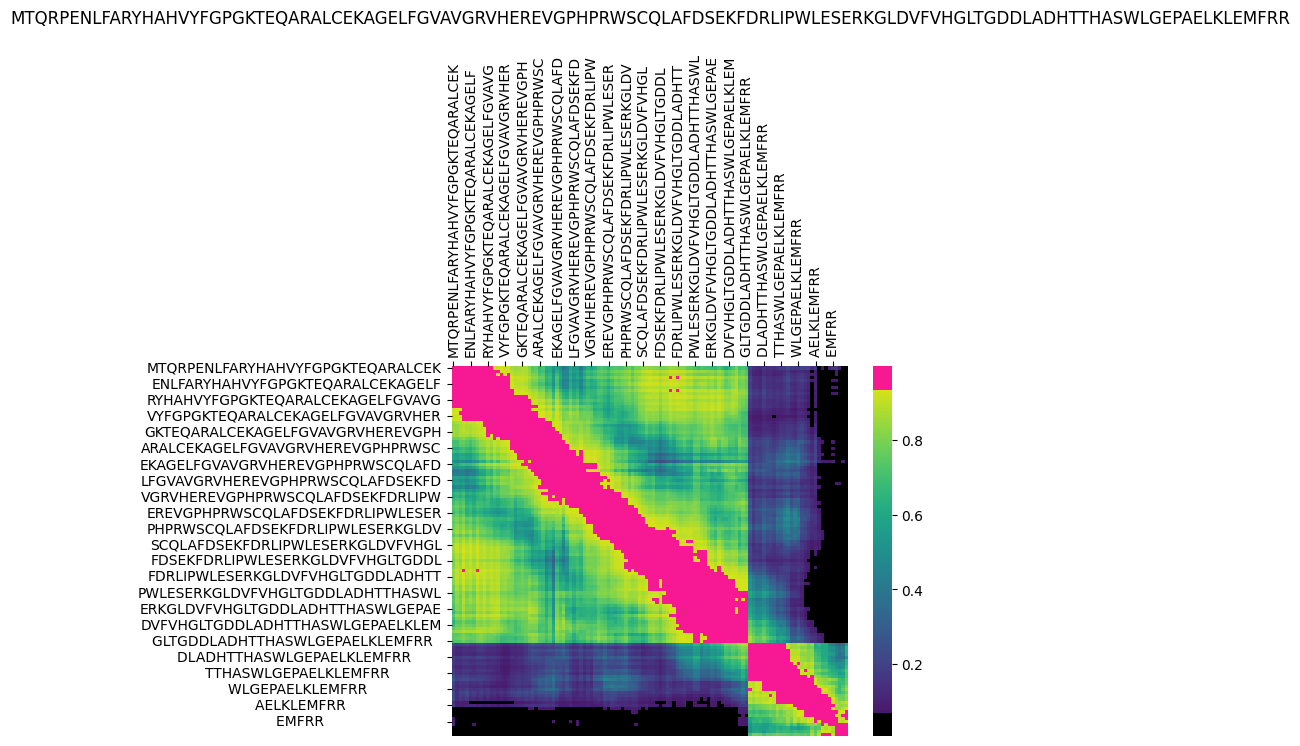 MTQRPENLFARYHAHVYFGPGKTEQARALCEKAGELFGVAVGRVHEREVGPHPRWSCQLAFDSEKFDRLIPWLESERKGLDVFVHGLTGDDLADHTTHASWLGEPAELKLEMFRR
MTQRPENLFARYHAHVYFGPGKTEQARALCEK
ENLFARYHAHVYFGPGKTEQARALCEKAGELF
RYHAHVYFGPGKTEQARALCEKAGELFGVAVG
VYFGPGKTEQARALCEKAGELFGVAVGRVHER
GKTEQARALCEKAGELFGVAVGRVHEREVGPH
ARALCEKAGELFGVAVGRVHEREVGPHPRWSC
EKAGELFGVAVGRVHEREVGPHPRWSCQLAFD
LFGVAVGRVHEREVGPHPRWSCQLAFDSEKFD
VGRVHEREVGPHPRWSCQLAFDSEKFDRLIPW
EREVGPHPRWSCQLAFDSEKFDRLIPWLESER
PHPRWSCQLAFDSEKFDRLIPWLESERKGLDV
SCQLAFDSEKFDRLIPWLESERKGLDVFVHGL
FDSEKFDRLIPWLESERKGLDVFVHGLTGDDL
FDRLIPWLESERKGLDVFVHGLTGDDLADHTT
PWLESERKGLDVFVHGLTGDDLADHTTHASWL
ERKGLDVFVHGLTGDDLADHTTHASWLGEPAE
DVFVHGLTGDDLADHTTHASWLGEPAELKLEM
GLTGDDLADHTTHASWLGEPAELKLEMFRR
DLADHTTHASWLGEPAELKLEMFRR
TTHASWLGEPAELKLEMFRR
WLGEPAELKLEMFRR
AELKLEMFRR
EMFRR
MTQRPENLFARYHAHVYFGPGKTEQARALCEK
ENLFARYHAHVYFGPGKTEQARALCEKAGELF
RYHAHVYFGPGKTEQARALCEKAGELFGVAVG
VYFGPGKTEQARALCEKAGELFGVAVGRVHER
GKTEQARALCEKAGELFGVAVGRVHEREVGPH
ARALCEKAGELFGVAVGRVHEREVGPHPRWSC
EKAGELFGVAVGRVHEREVGPHPRWSCQLAFD
LFGVAVGRVHEREVGPHPRWSCQLAFDSEKFD
VGRVHEREVGPHPRWSCQLAFDSEKFDRLIPW
EREVGPHPRWSCQLAFDSEKFDRLIPWLESER
PHPRWSCQLAFDSEKFDRLIPWLESERKGLDV
SCQLAFDSEKFDRLIPWLESERKGLDVFVHGL
FDSEKFDRLIPWLESERKGLDVFVHGLTGDDL
FDRLIPWLESERKGLDVFVHGLTGDDLADHTT
PWLESERKGLDVFVHGLTGDDLADHTTHASWL
ERKGLDVFVHGLTGDDLADHTTHASWLGEPAE
DVFVHGLTGDDLADHTTHASWLGEPAELKLEM
GLTGDDLADHTTHASWLGEPAELKLEMFRR
DLADHTTHASWLGEPAELKLEMFRR
TTHASWLGEPAELKLEMFRR
WLGEPAELKLEMFRR
AELKLEMFRR
EMFRR
0.8
0.6
0.4
0.2